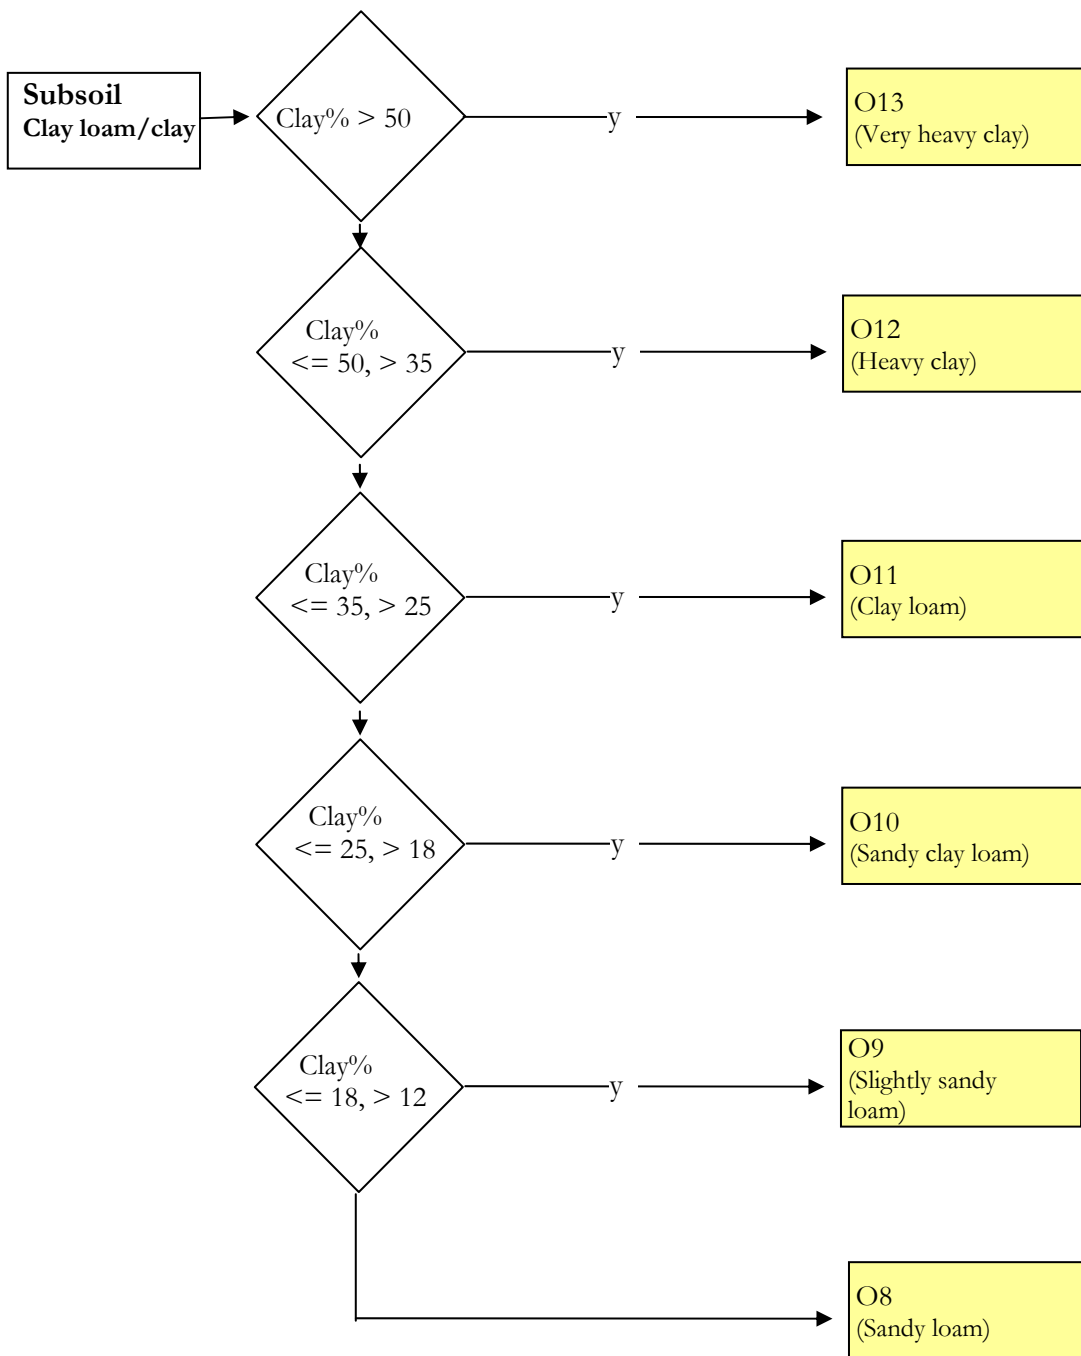 Subsoil
Clay loam/clay
Clay% > 50
y
O13
(Very heavy clay)
Clay%
<= 50, > 35
y
O12
(Heavy clay)
Clay%
<= 35, > 25
y
O11
(Clay loam)
Clay%
<= 25, > 18
y
O10
(Sandy clay loam)
Clay%
<= 18, > 12
y
O9
(Slightly sandy
loam)
O8
(Sandy loam)